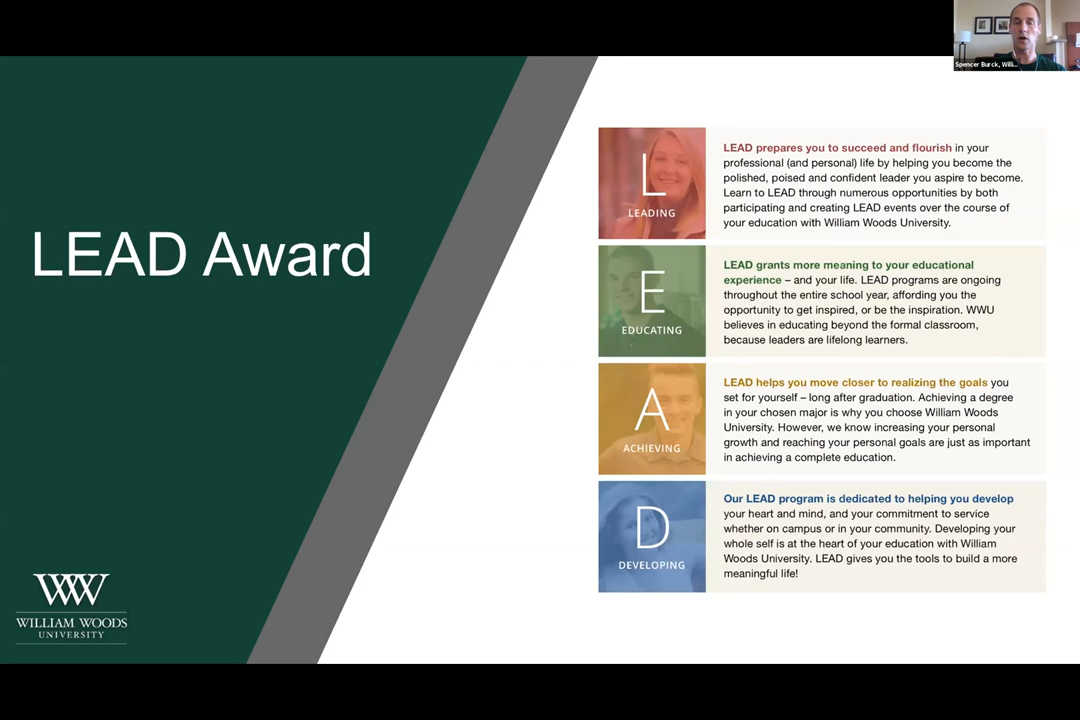 Spencer Burck, Willi...
LEAD Award
L
LEADING
LEAD prepares you to succeed and flourish in your
professional (and personal) life by helping you become the
polished, poised and confident leader you aspire to become.
Learn to LEAD through numerous opportunities by both
participating and creating LEAD events over the course of
your education with William Woods University.
E
EDUCATING
LEAD grants more meaning to your educational
experience – and your life. LEAD programs are ongoing
throughout the entire school year, affording you the
opportunity to get inspired, or be the inspiration. WWU
believes in educating beyond the formal classroom,
because leaders are lifelong learners.
A
ACHIEVING
LEAD helps you move closer to realizing the goals you
set for yourself – long after graduation. Achieving a degree
in your chosen major is why you choose William Woods
University. However, we know increasing your personal
growth and reaching your personal goals are just as important
in achieving a complete education.
D
DEVELOPING
Our LEAD program is dedicated to helping you develop
your heart and mind, and your commitment to service
whether on campus or in your community. Developing your
whole self is at the heart of your education with William
Woods University. LEAD gives you the tools to build a more
meaningful life!
WW
WILLIAM WOODS
UNIVERSITY